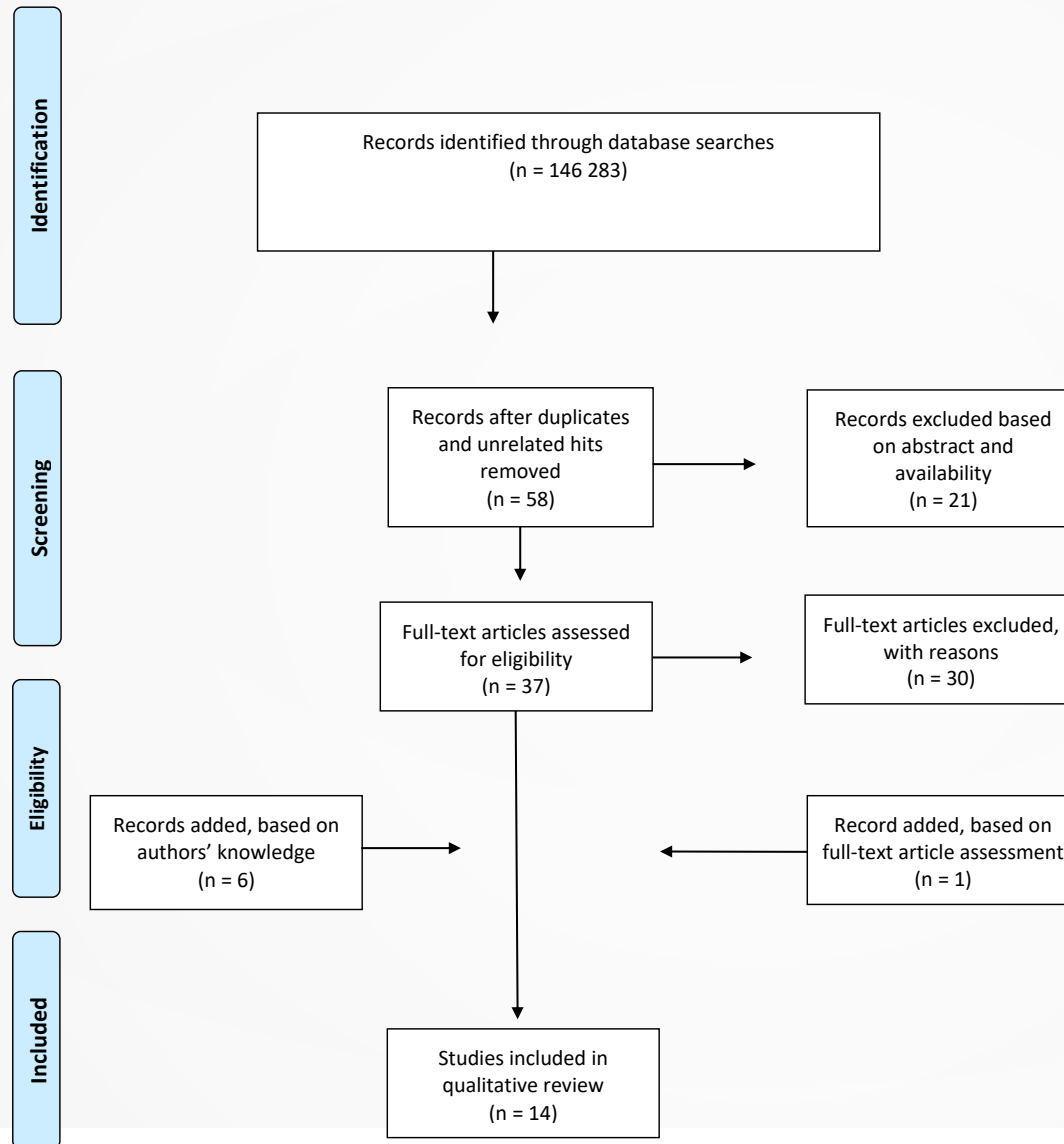 Identification
Records identified through database searches
(n = 146 283)
Screening
Records after duplicates
and unrelated hits
removed
(n = 58)
Records excluded based
on abstract and
availability
(n = 21)
Full-text articles assessed
for eligibility
(n = 37)
Full-text articles excluded,
with reasons
(n = 30)
Eligibility
Records added, based on
authors’ knowledge
(n = 6)
Record added, based on
full-text article assessment
(n = 1)
Included
Studies included in
qualitative review
(n = 14)